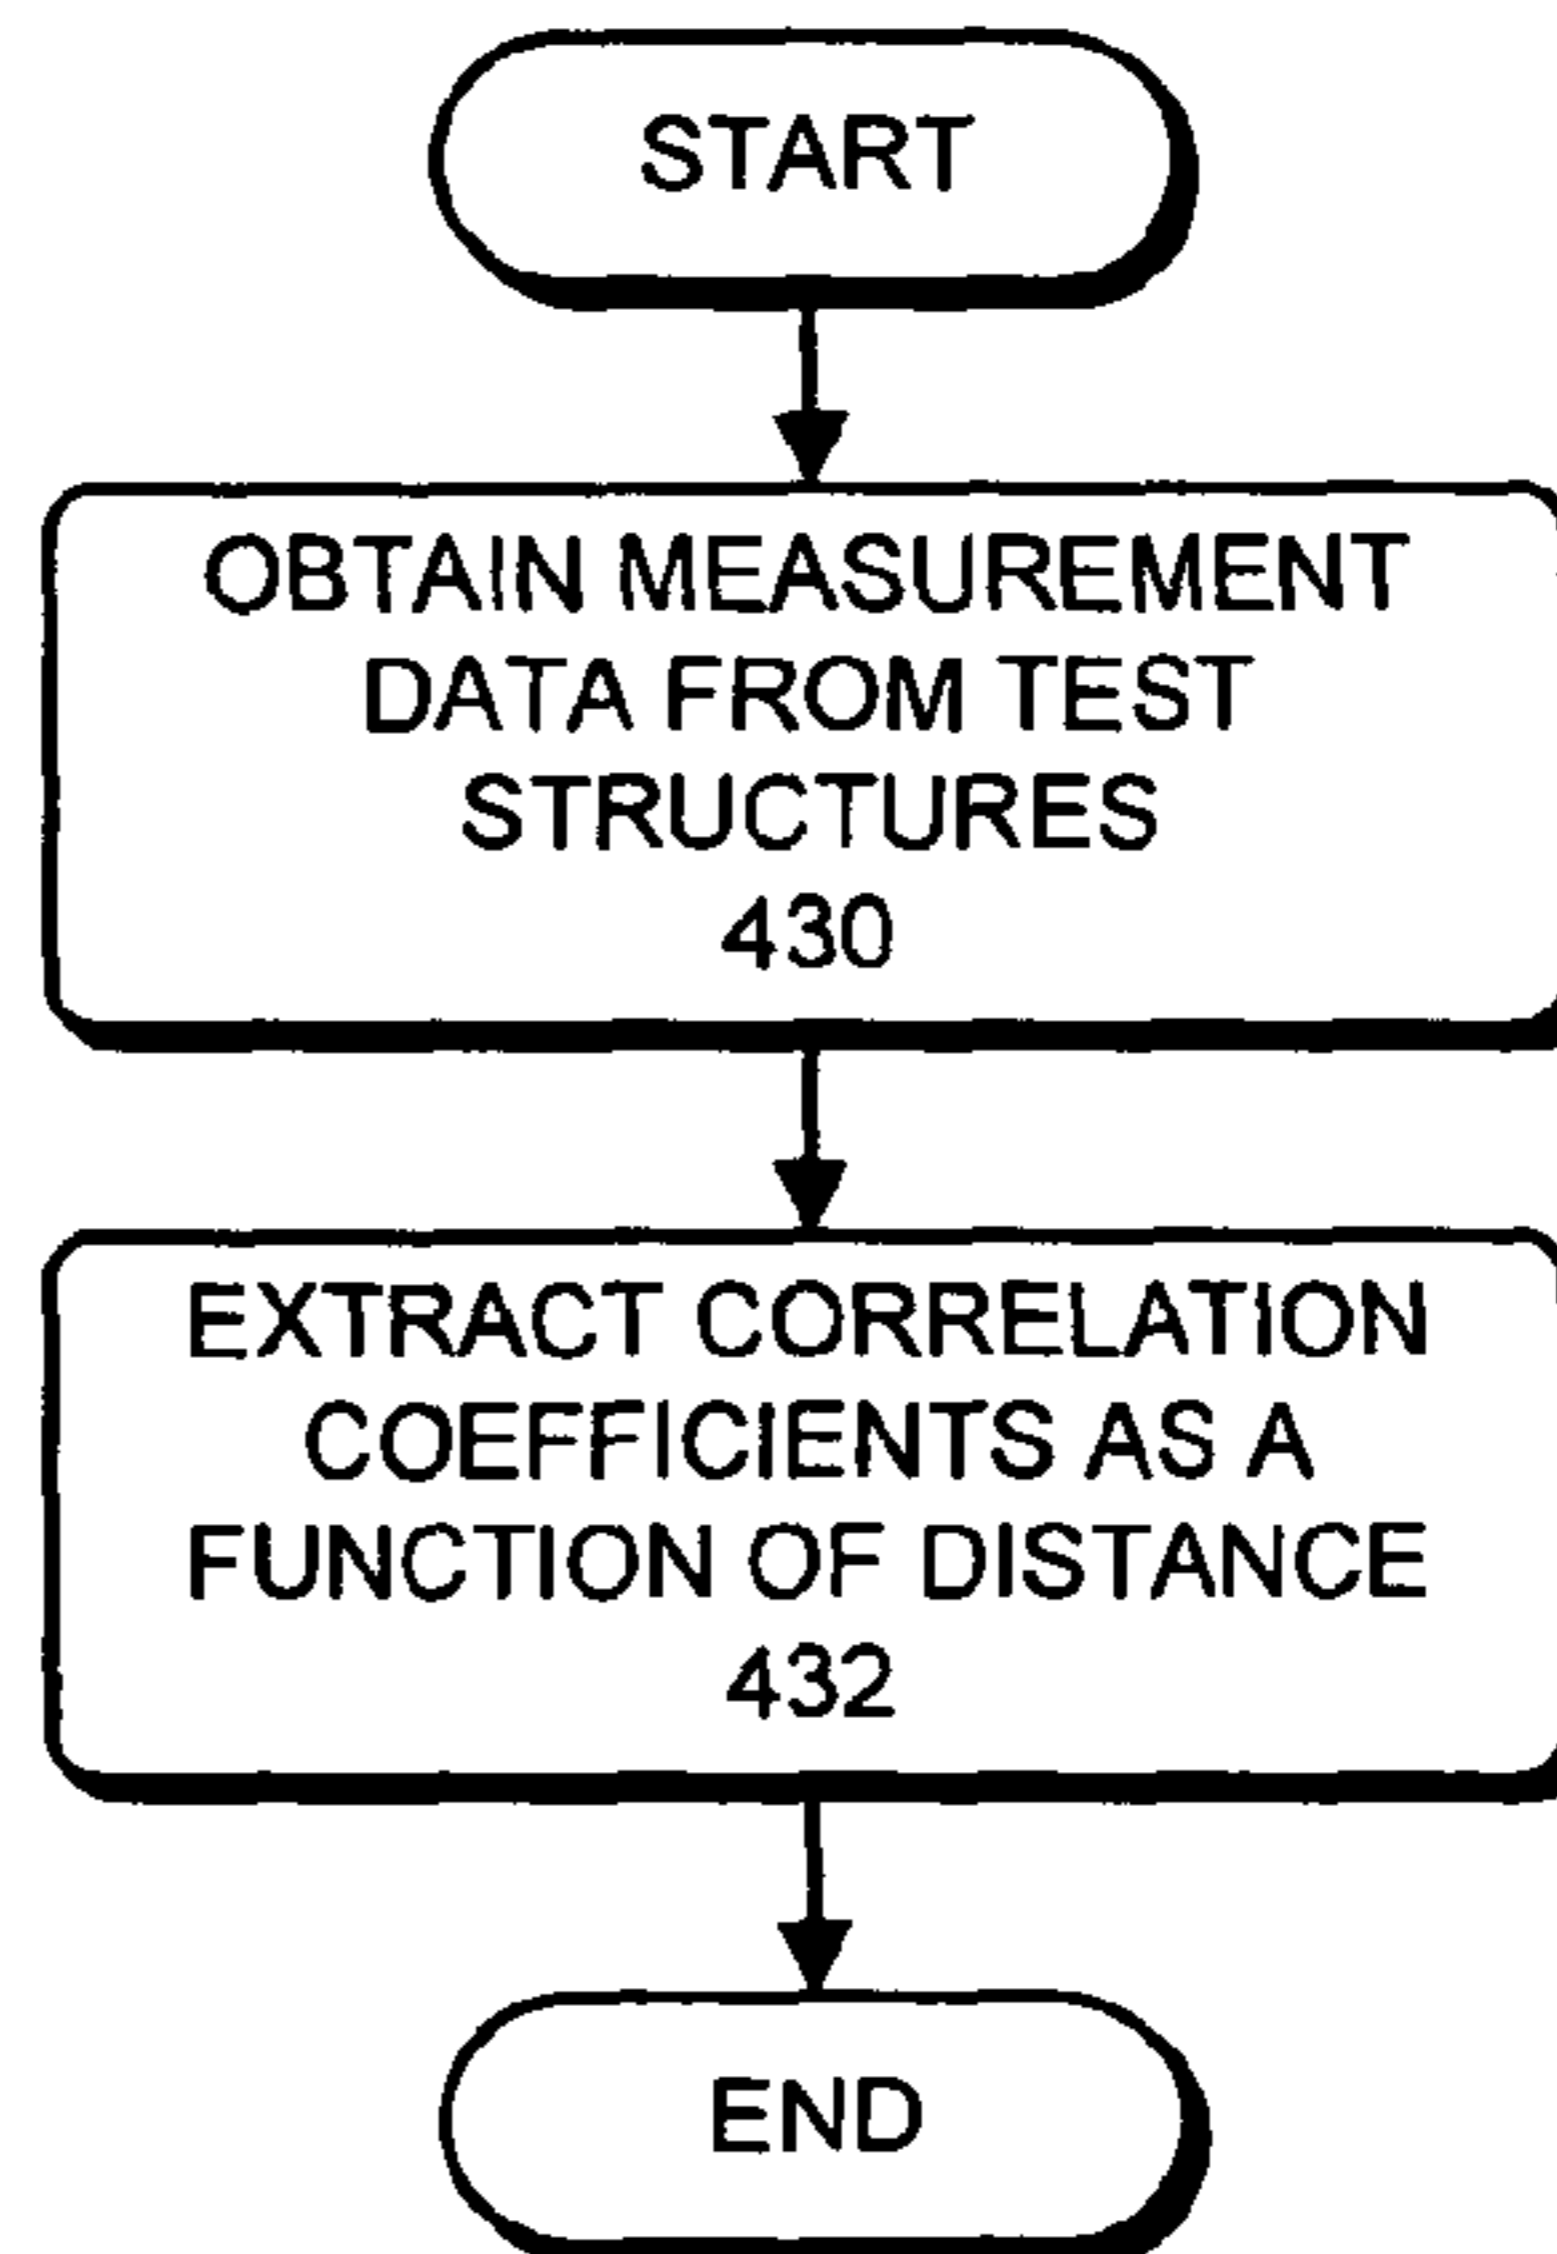 START
OBTAIN MEASUREMENT
DATA FROM TEST
STRUCTURES
430
EXTRACT CORRELATION
COEFFICIENTS AS A
FUNCTION OF DISTANCE
432
END